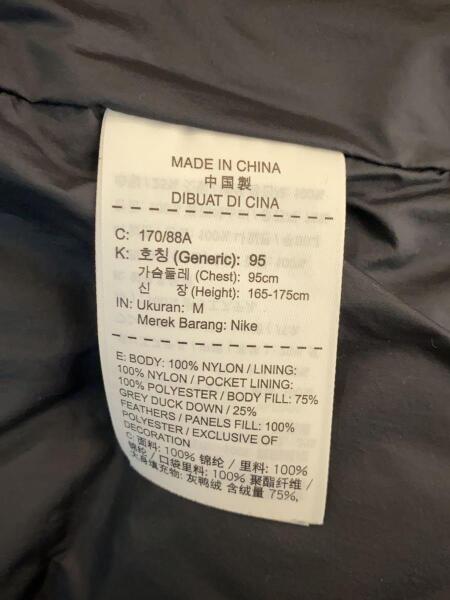 MADE IN CHINA
中国製
DIBUAT DI CINA
C: 170/88A
K: 호칭 (Generic): 95
가슴둘레 (Chest): 95cm
신 장 (Height): 165-175cm
IN: Ukuran: M
Merek Barang: Nike
E: BODY: 100% NYLON / LINING:
100% NYLON / POCKET LINING:
100% POLYESTER / BODY FILL: 75%
GREY DUCK DOWN / 25%
FEATHERS / PANELS FILL: 100%
POLYESTER / EXCLUSIVE OF
DECORATION
C: 面料: 100% 锦纶 / 里料: 100%
锦纶 / 口袋里料: 100% 聚酯纤维 /
大身填充物: 灰鸭绒 含绒量 75%,